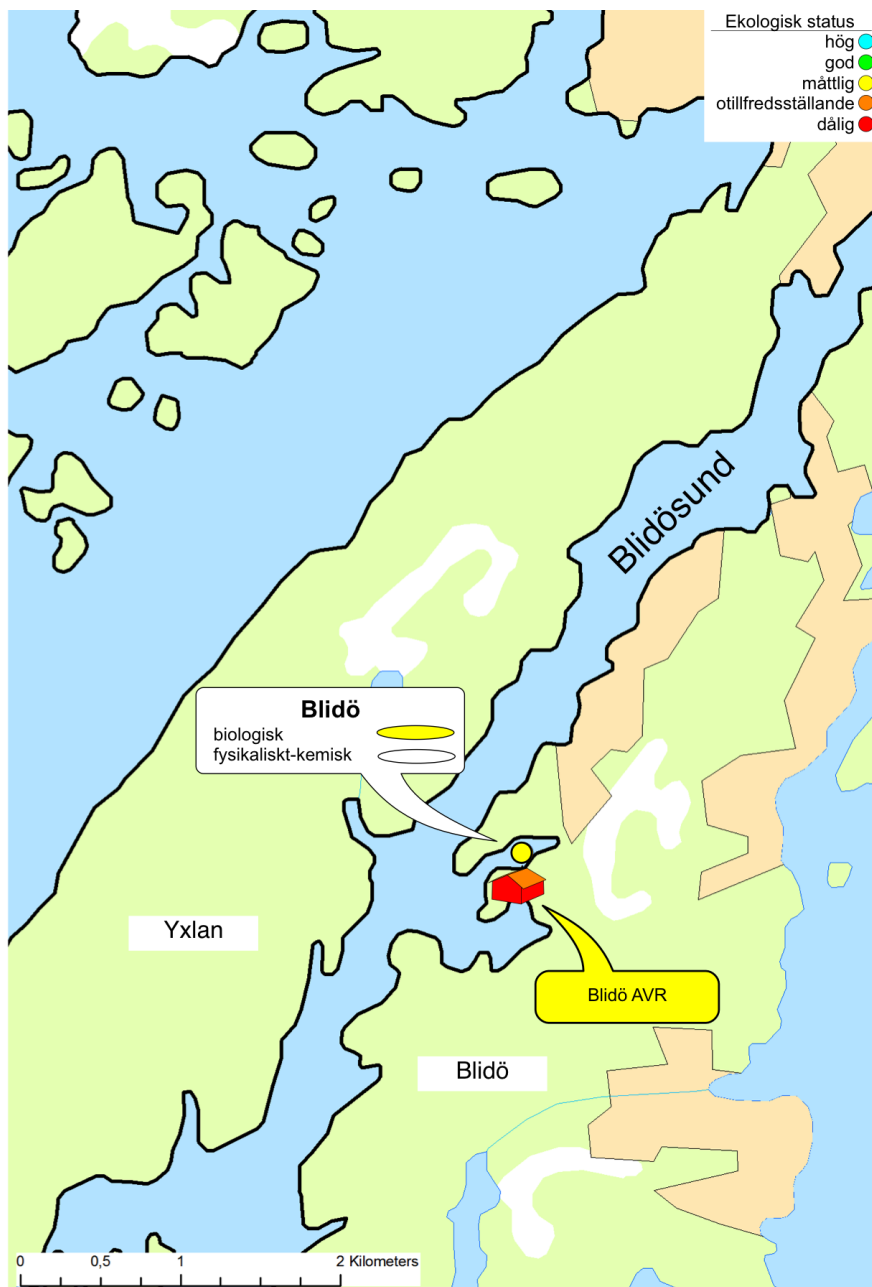 Ekologisk status
hög
god
måttlig
otillfredsställande
dålig
Blidösund
Blidö
biologisk
fysikaliskt-kemisk
Yxlan
Blidö AVR
Blidö
0 0,5 1 2 Kilometers